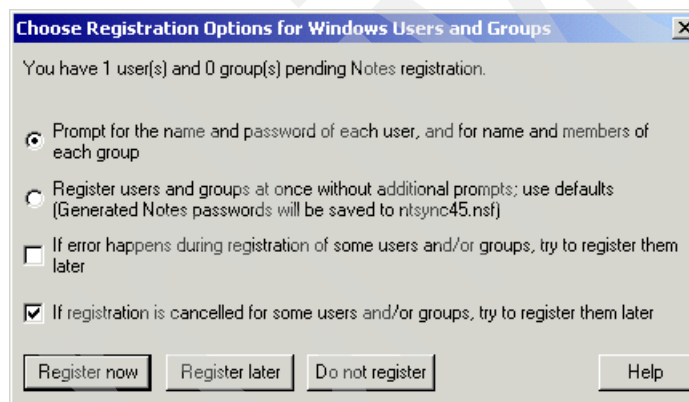 Choose Registration Options for Windows Users and Groups
You have 1 user(s) and 0 group(s) pending Notes registration.
Prompt for the name and password of each user, and for name and members of
each group
Register users and groups at once without additional prompts; use defaults
(Generated Notes passwords will be saved to ntsync45.nsf)
If error happens during registration of some users and/or groups, try to register them
later
If registration is cancelled for some users and/or groups, try to register them later
Register now
Register later
Do not register
Help